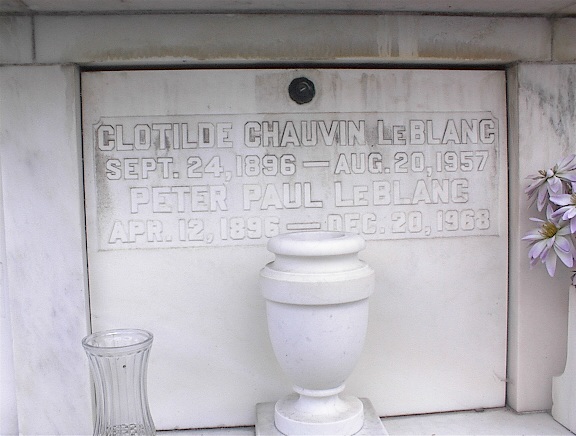 CLOTILDE CHAUVIN LEBLANC
SEPT. 24, 1896 — AUG. 20, 1957
PETER PAUL LEBLANC
APR. 12, 1896 — DEC. 20, 1968